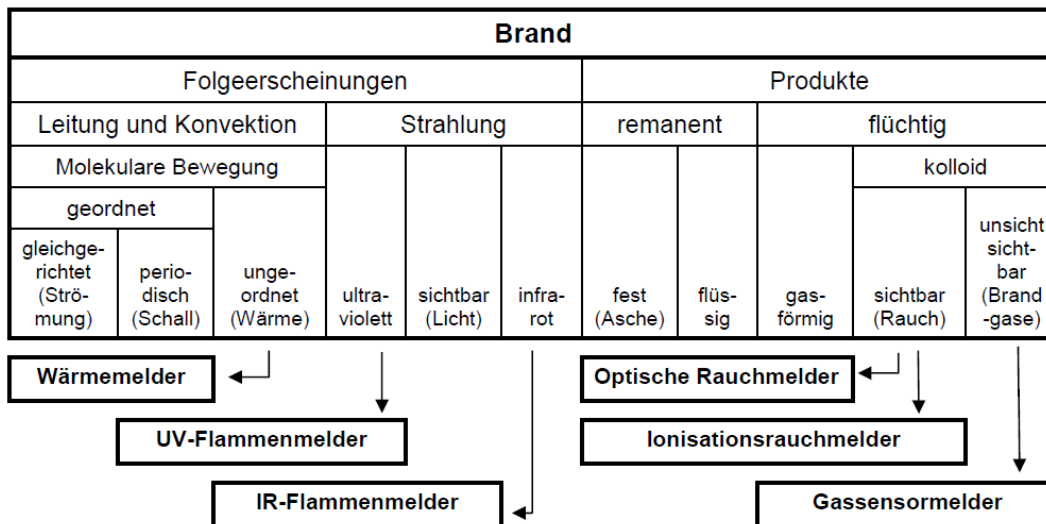 Brand
Folgeerscheinungen
Produkte
Leitung und Konvektion
Strahlung
remanent
flüchtig
Molekulare Bewegung
kolloid
geordnet
gleichge-
richtet
(Strö-
mung)
perio-
disch
(Schall)
unge-
ordnet
(Wärme)
ultra-
violett
sichtbar
(Licht)
infra-
rot
fest
(Asche)
flüs-
sig
gas-
förmig
sichtbar
(Rauch)
unsicht
sicht-
bar
(Brand
-gase)
Wärmemelder
Optische Rauchmelder
UV-Flammenmelder
Ionisationsrauchmelder
IR-Flammenmelder
Gassensormelder